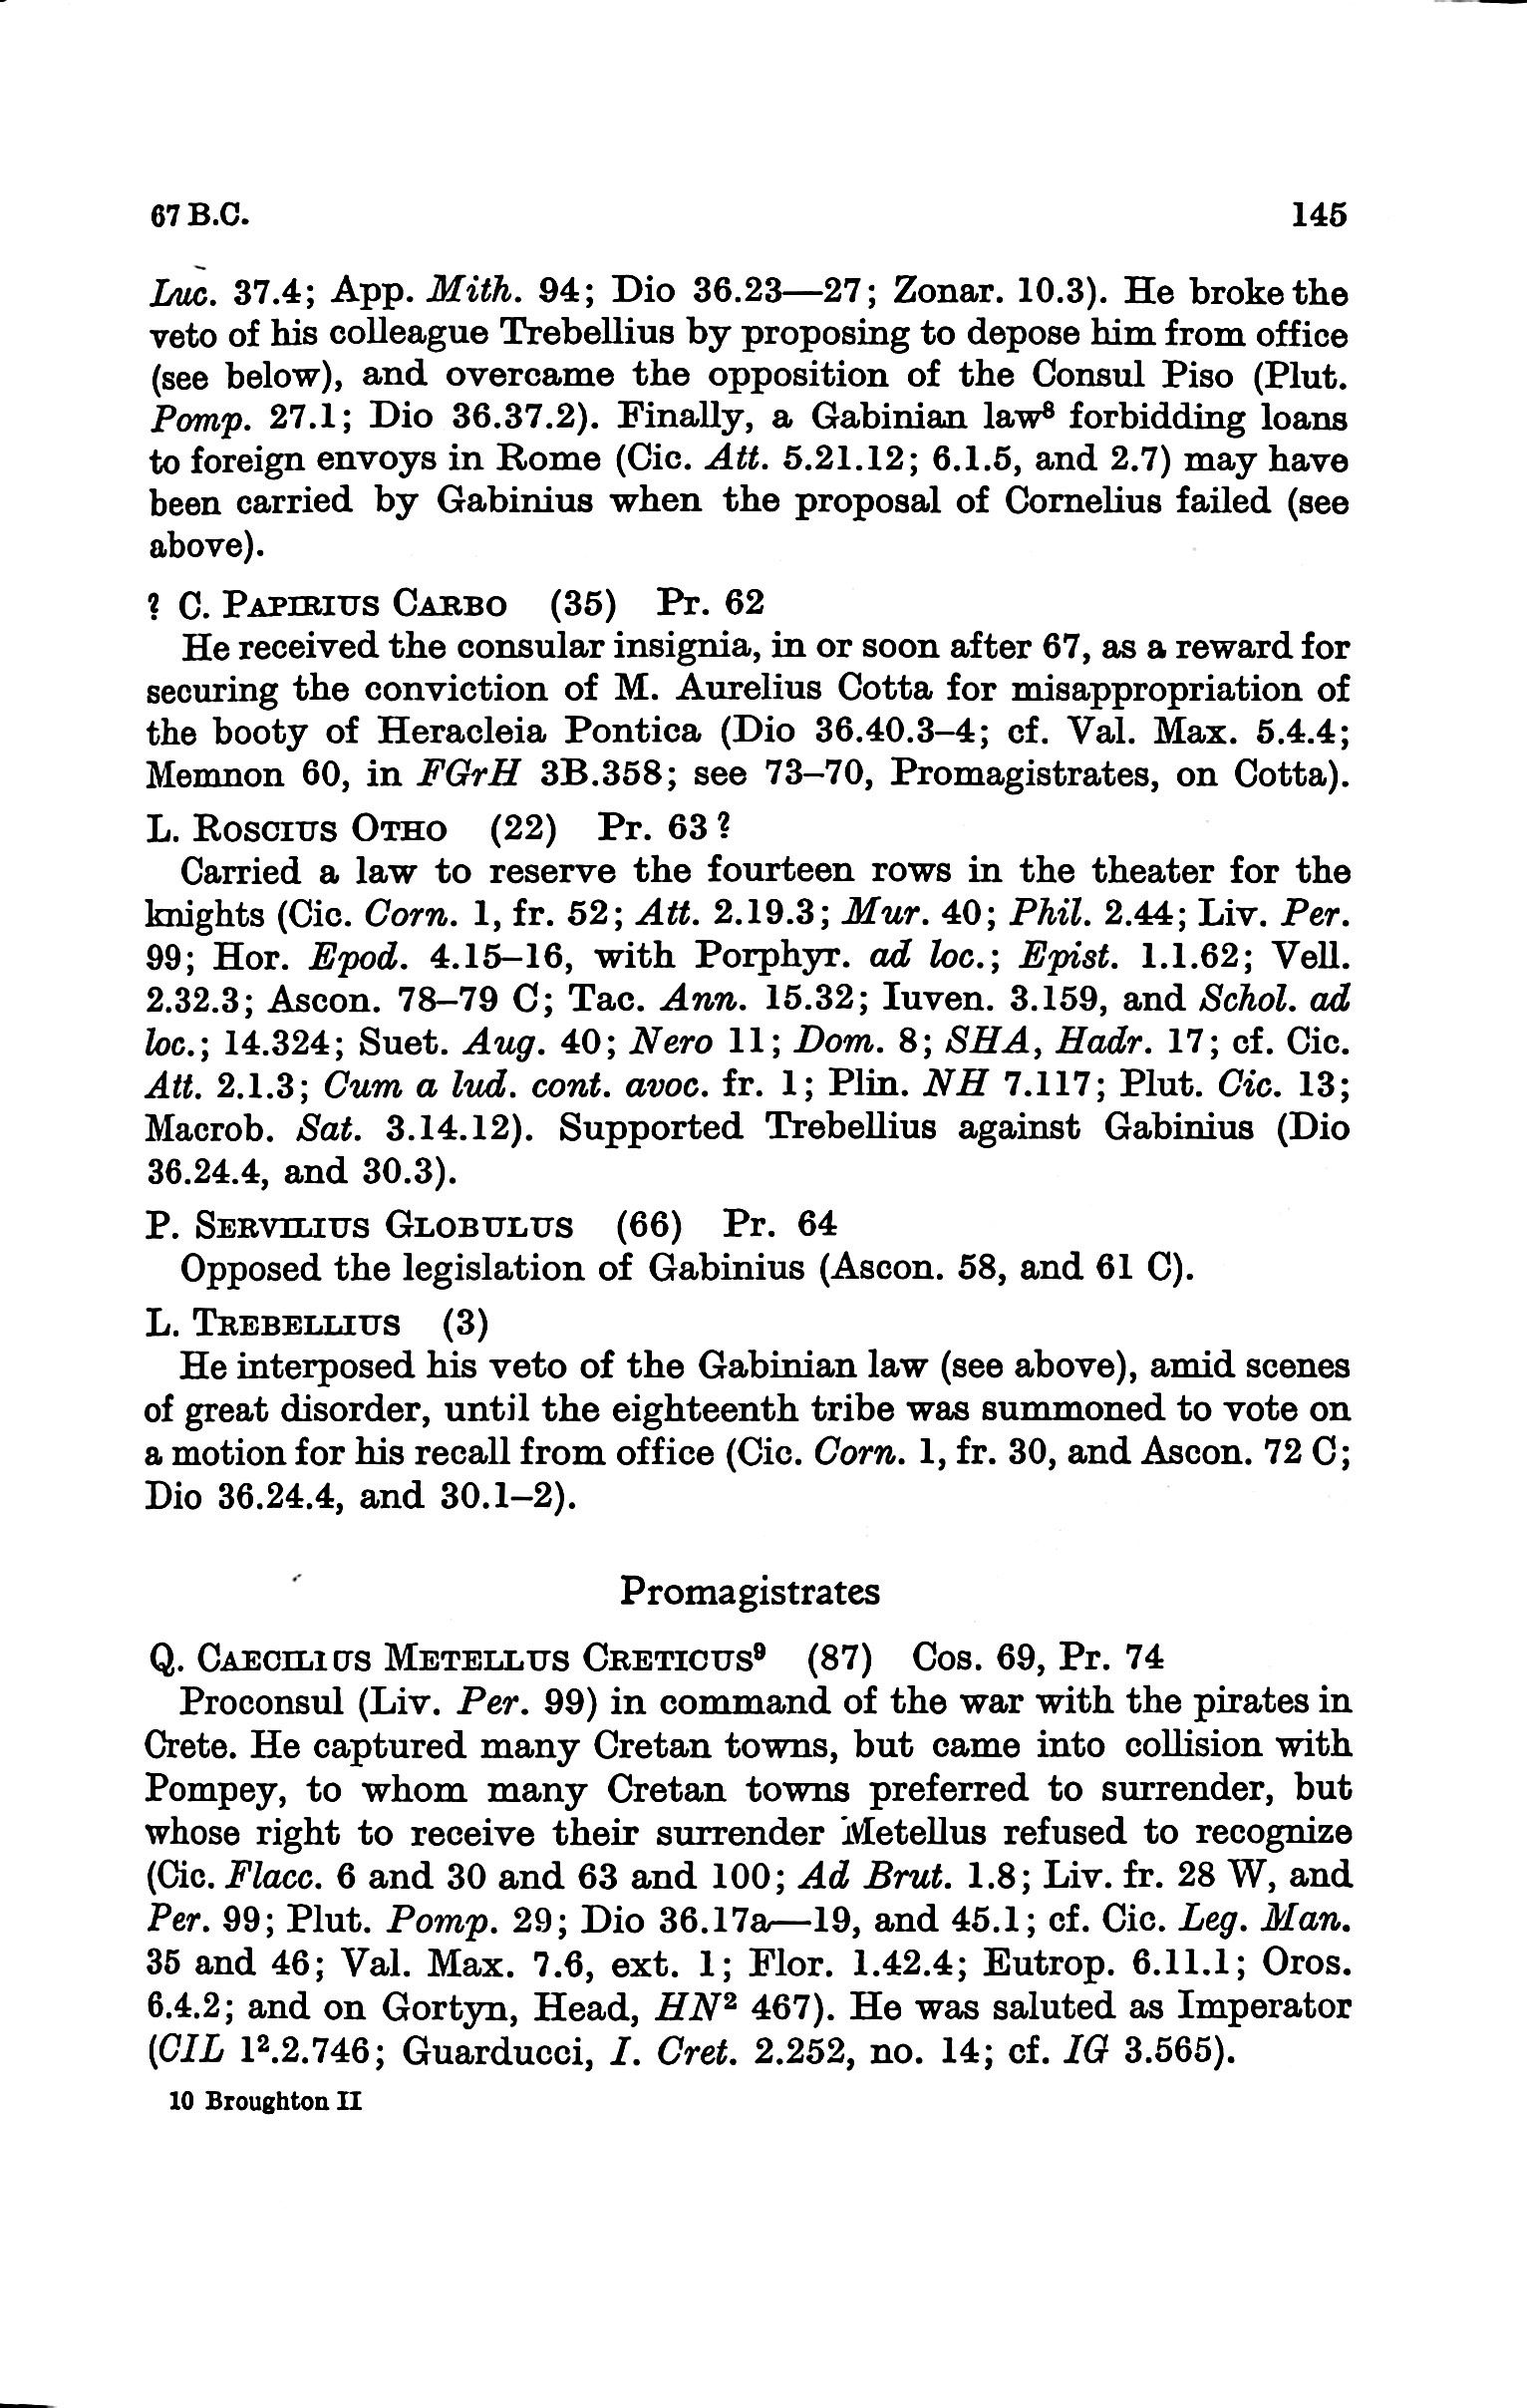 67 B.C. 145
Luc. 37.4; App. Mith. 94; Dio 36.23—27; Zonar. 10.3). He broke the
veto of his colleague Trebellius by proposing to depose him from office
(see below), and overcame the opposition of the Consul Piso (Plut.
Pomp. 27.1; Dio 36.37.2). Finally, a Gabinian law⁸ forbidding loans
to foreign envoys in Rome (Cic. Att. 5.21.12; 6.1.5, and 2.7) may have
been carried by Gabinius when the proposal of Cornelius failed (see
above).
? C. PAPIRIUS CARBO (35) Pr. 62
He received the consular insignia, in or soon after 67, as a reward for
securing the conviction of M. Aurelius Cotta for misappropriation of
the booty of Heracleia Pontica (Dio 36.40.3–4; cf. Val. Max. 5.4.4;
Memnon 60, in FGrH 3B.358; see 73–70, Promagistrates, on Cotta).
L. ROSCIUS OTHO (22) Pr. 63?
Carried a law to reserve the fourteen rows in the theater for the
knights (Cic. Corn. 1, fr. 52; Att. 2.19.3; Mur. 40; Phil. 2.44; Liv. Per.
99; Hor. Epod. 4.15–16, with Porphyr. ad loc.; Epist. 1.1.62; Vell.
2.32.3; Ascon. 78–79 C; Tac. Ann. 15.32; Iuven. 3.159, and Schol. ad
loc.; 14.324; Suet. Aug. 40; Nero 11; Dom. 8; SHA, Hadr. 17; cf. Cic.
Att. 2.1.3; Cum a lud. cont. avoc. fr. 1; Plin. NH 7.117; Plut. Cic. 13;
Macrob. Sat. 3.14.12). Supported Trebellius against Gabinius (Dio
36.24.4, and 30.3).
P. SERVILIUS GLOBULUS (66) Pr. 64
Opposed the legislation of Gabinius (Ascon. 58, and 61 C).
L. TREBELLIUS (3)
He interposed his veto of the Gabinian law (see above), amid scenes
of great disorder, until the eighteenth tribe was summoned to vote on
a motion for his recall from office (Cic. Corn. 1, fr. 30, and Ascon. 72 C;
Dio 36.24.4, and 30.1–2).
Promagistrates
Q. CAECILIUS METELLUS CRETICUS⁹ (87) Cos. 69, Pr. 74
Proconsul (Liv. Per. 99) in command of the war with the pirates in
Crete. He captured many Cretan towns, but came into collision with
Pompey, to whom many Cretan towns preferred to surrender, but
whose right to receive their surrender Metellus refused to recognize
(Cic. Flacc. 6 and 30 and 63 and 100; Ad Brut. 1.8; Liv. fr. 28 W, and
Per. 99; Plut. Pomp. 29; Dio 36.17a—19, and 45.1; cf. Cic. Leg. Man.
35 and 46; Val. Max. 7.6, ext. 1; Flor. 1.42.4; Eutrop. 6.11.1; Oros.
6.4.2; and on Gortyn, Head, HN² 467). He was saluted as Imperator
(CIL 1².2.746; Guarducci, I. Cret. 2.252, no. 14; cf. IG 3.565).
10 Broughton II